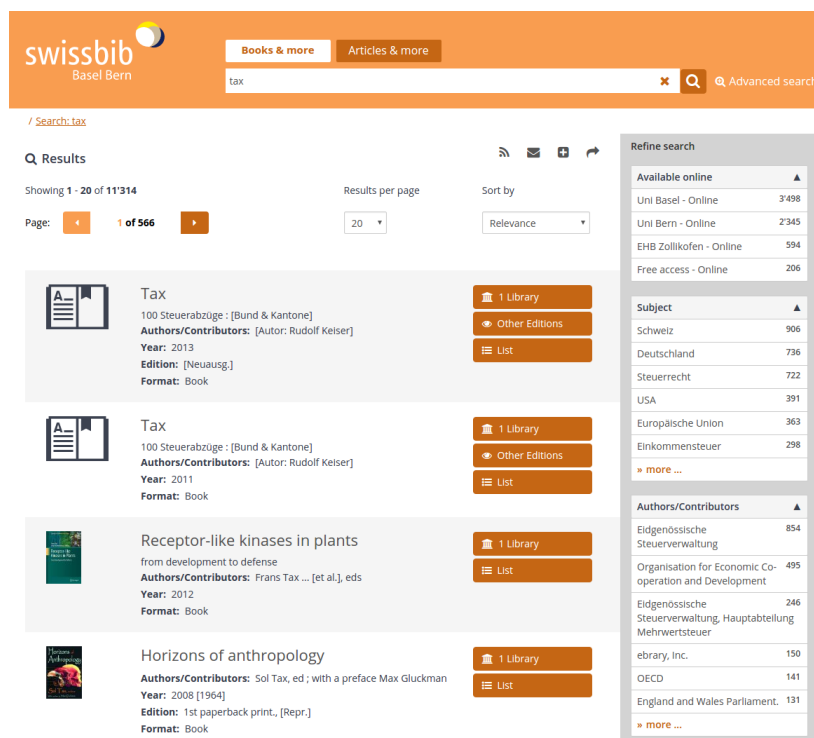 swissbib
Basel Bern
Books & more
Articles & more
tax
Advanced search
/ Search: tax
Results
Showing 1 - 20 of 11'314
Results per page
Sort by
Page:
1 of 566
20
Relevance
Tax
100 Steuerabzüge : [Bund & Kantone]
Authors/Contributors: [Autor: Rudolf Keiser]
Year: 2013
Edition: [Neuausg.]
Format: Book
1 Library
Other Editions
List
Tax
100 Steuerabzüge : [Bund & Kantone]
Authors/Contributors: [Autor: Rudolf Keiser]
Year: 2011
Format: Book
1 Library
Other Editions
List
Receptor-like kinases in plants
from development to defense
Authors/Contributors: Frans Tax ... [et al.], eds
Year: 2012
Format: Book
1 Library
List
Horizons of anthropology
Authors/Contributors: Sol Tax, ed ; with a preface Max Gluckman
Year: 2008 [1964]
Edition: 1st paperback print., [Repr.]
Format: Book
1 Library
List
Refine search
Available online
Uni Basel - Online 3'498
Uni Bern - Online 2'345
EHB Zollikofen - Online 594
Free access - Online 206
Subject
Schweiz 906
Deutschland 736
Steuerrecht 722
USA 391
Europäische Union 363
Einkommensteuer 298
» more ...
Authors/Contributors
Eidgenössische 854
Steuerverwaltung
Organisation for Economic Co- 495
operation and Development
Eidgenössische 246
Steuerverwaltung, Hauptabteilung
Mehrwertsteuer
ebrary, Inc. 150
OECD 141
England and Wales Parliament. 131
» more ...